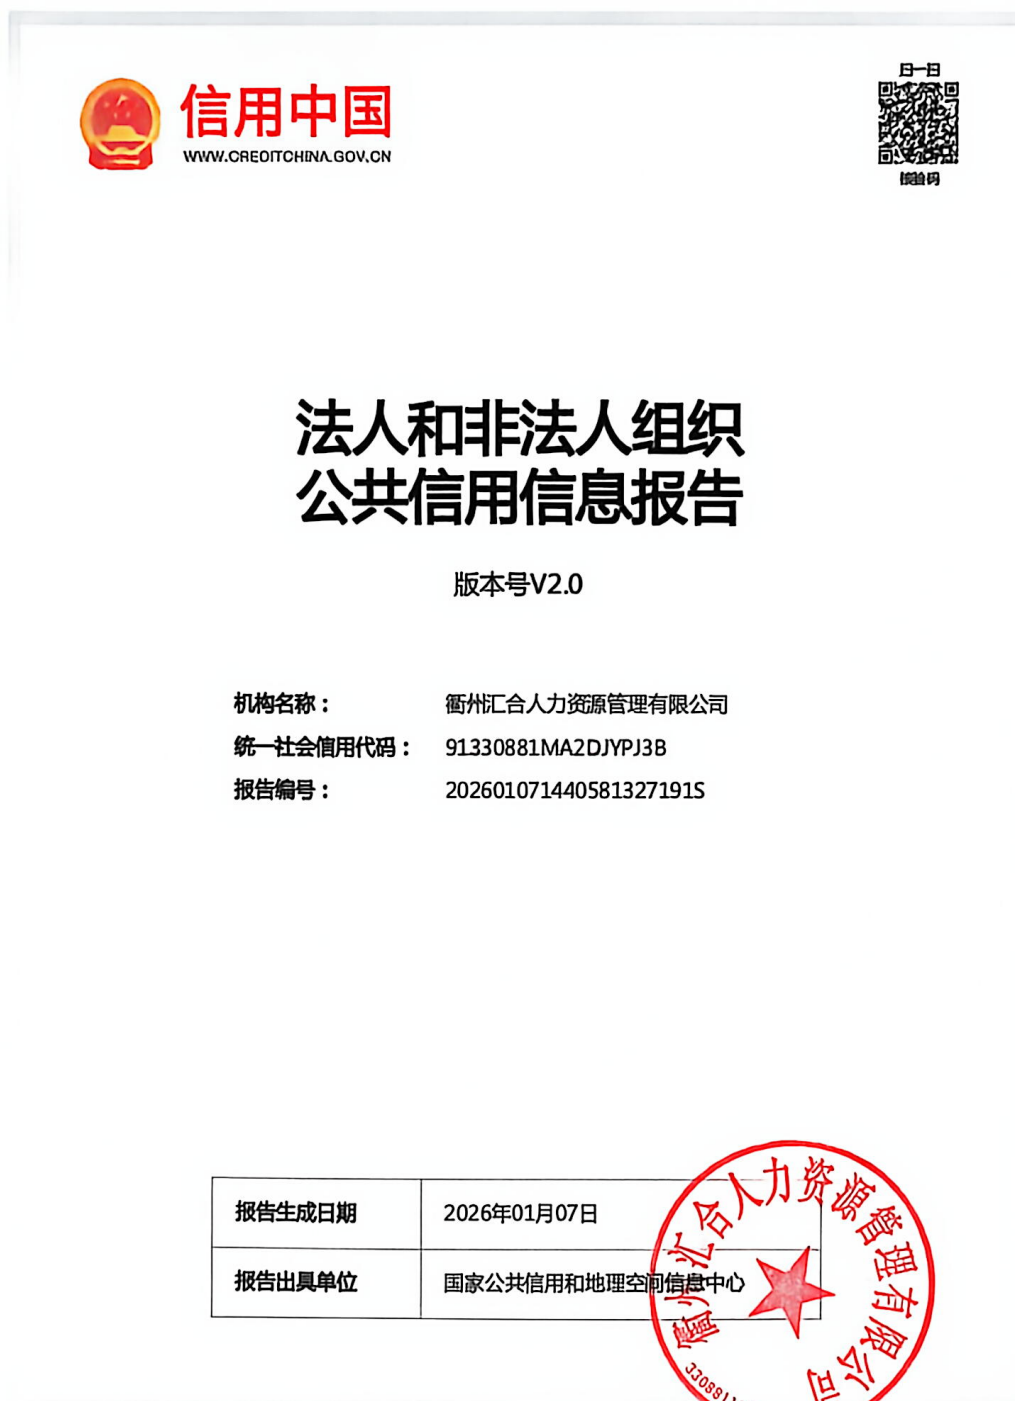 信用中国
WWW.CREDITCHINA.GOV.CN
扫一扫
核验码
法人和非法人组织
公共信用信息报告
版本号V2.0
机构名称： 衢州汇合人力资源管理有限公司
统一社会信用代码： 91330881MA2DJYPJ3B
报告编号： 202601071440581327191S
报告生成日期 2026年01月07日
报告出具单位 国家公共信用和地理空间信息中心
衢州汇合人力资源管理有限公司